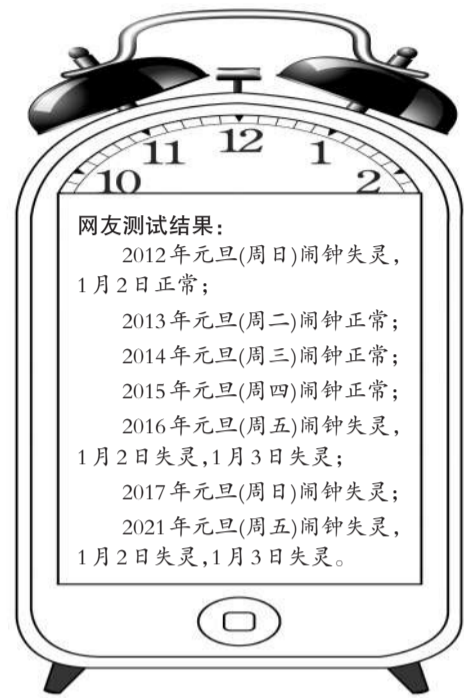 10
11
12
1
2
网友测试结果：
2012年元旦(周日)闹钟失灵，
1月2日正常；
2013年元旦(周二)闹钟正常；
2014年元旦(周三)闹钟正常；
2015年元旦(周四)闹钟正常；
2016年元旦(周五)闹钟失灵，
1月2日失灵，1月3日失灵；
2017年元旦(周日)闹钟失灵；
2021年元旦(周五)闹钟失灵，
1月2日失灵，1月3日失灵。